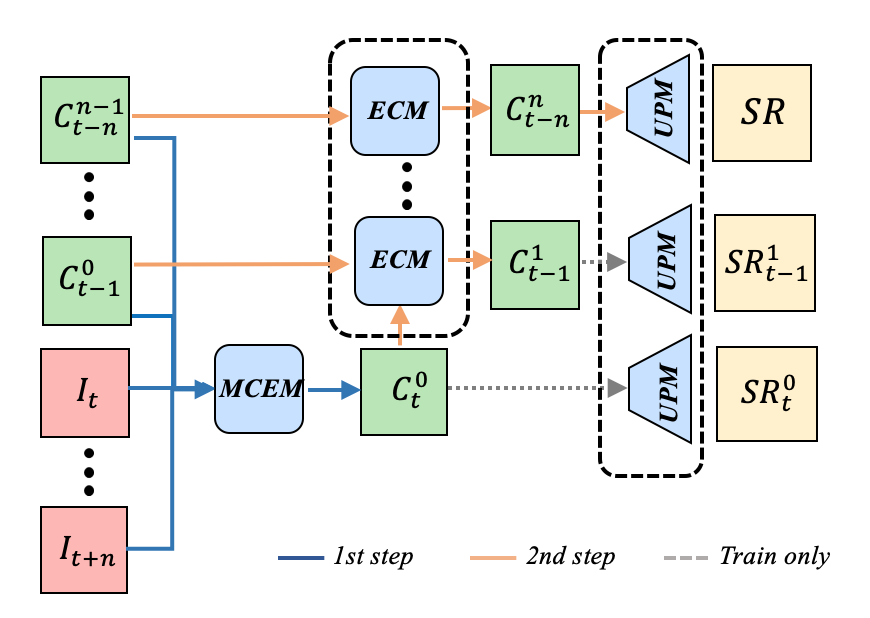 C_{t-n}^{n-1}
ECM
C_{t-n}^{n}
UPM
SR
C_{t-1}^{0}
ECM
C_{t-1}^{1}
UPM
SR_{t-1}^{1}
I_t
MCEM
C_t^0
UPM
SR_t^0
I_{t+n}
1st step
2nd step
Train only